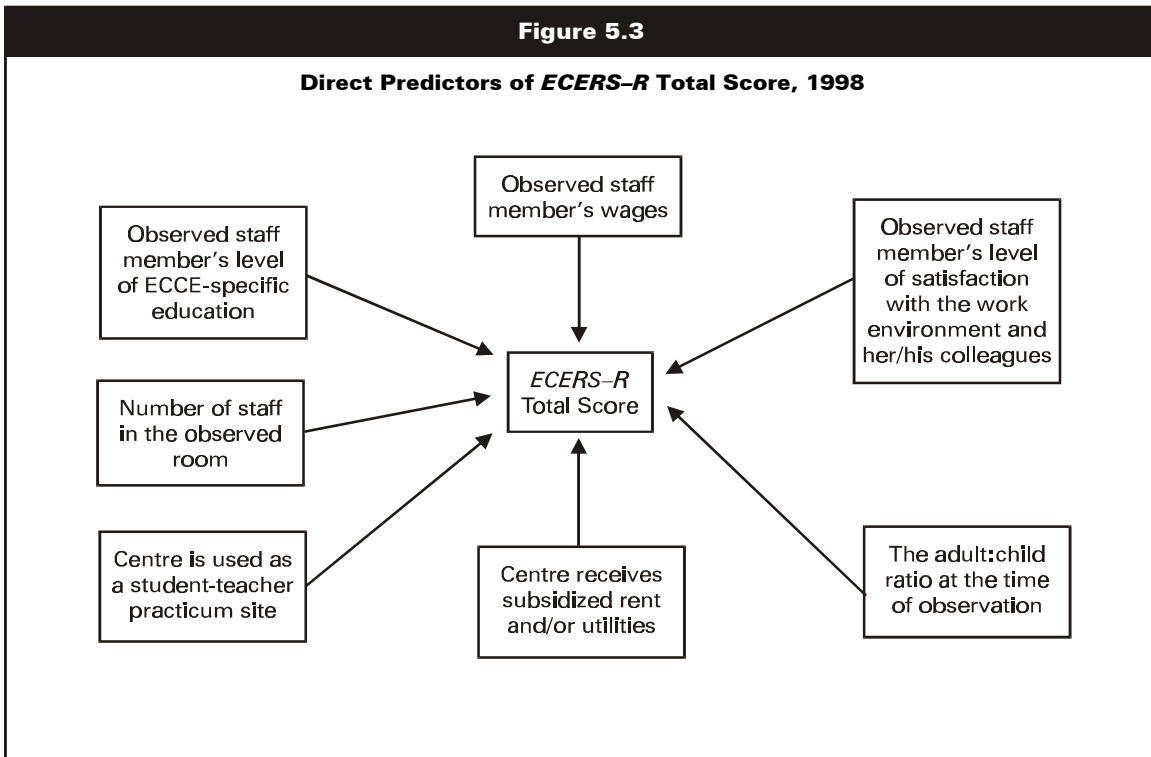 Figure 5.3
Direct Predictors of ECERS–R Total Score, 1998
Observed staff
member's wages
Observed staff
member's level
of ECCE-specific
education
Observed staff
member's level
of satisfaction
with the work
environment and
her/his colleagues
ECERS–R
Total Score
Number of staff
in the observed
room
Centre is used as
a student-teacher
practicum site
Centre receives
subsidized rent
and/or utilities
The adult:child
ratio at the time
of observation